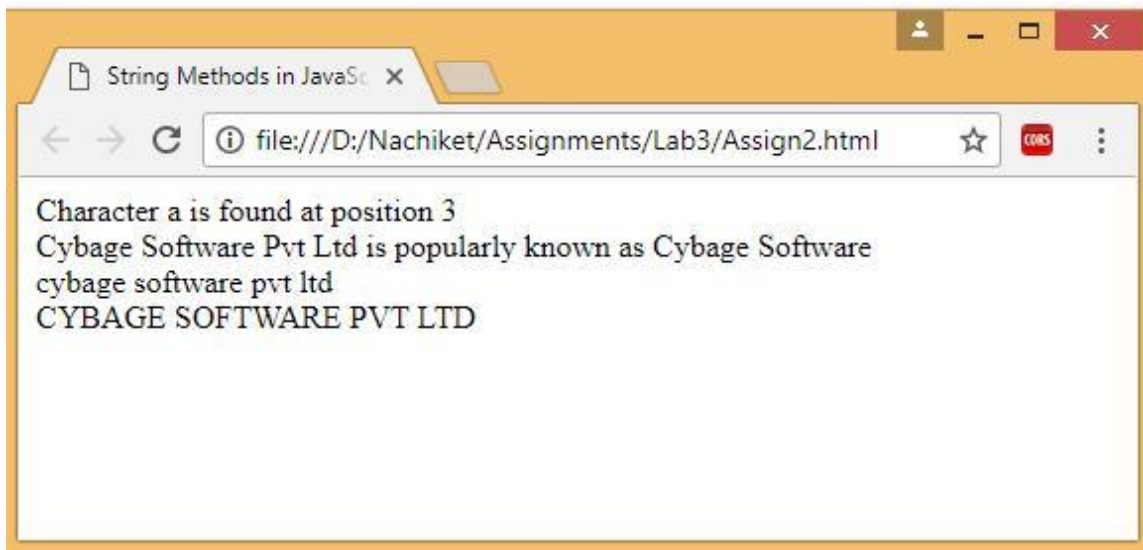 String Methods in JavaSc
file:///D:/Nachiket/Assignments/Lab3/Assign2.html
CORS
Character a is found at position 3
Cybage Software Pvt Ltd is popularly known as Cybage Software
cybage software pvt ltd
CYBAGE SOFTWARE PVT LTD